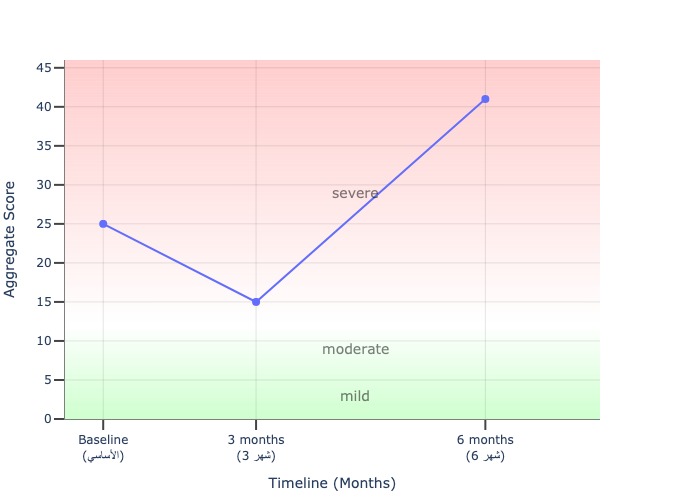 45
40
35
30
25
20
15
10
5
0
Aggregate Score
severe
moderate
mild
Baseline
(الأساسي)
3 months
(3 شهر)
6 months
(6 شهر)
Timeline (Months)